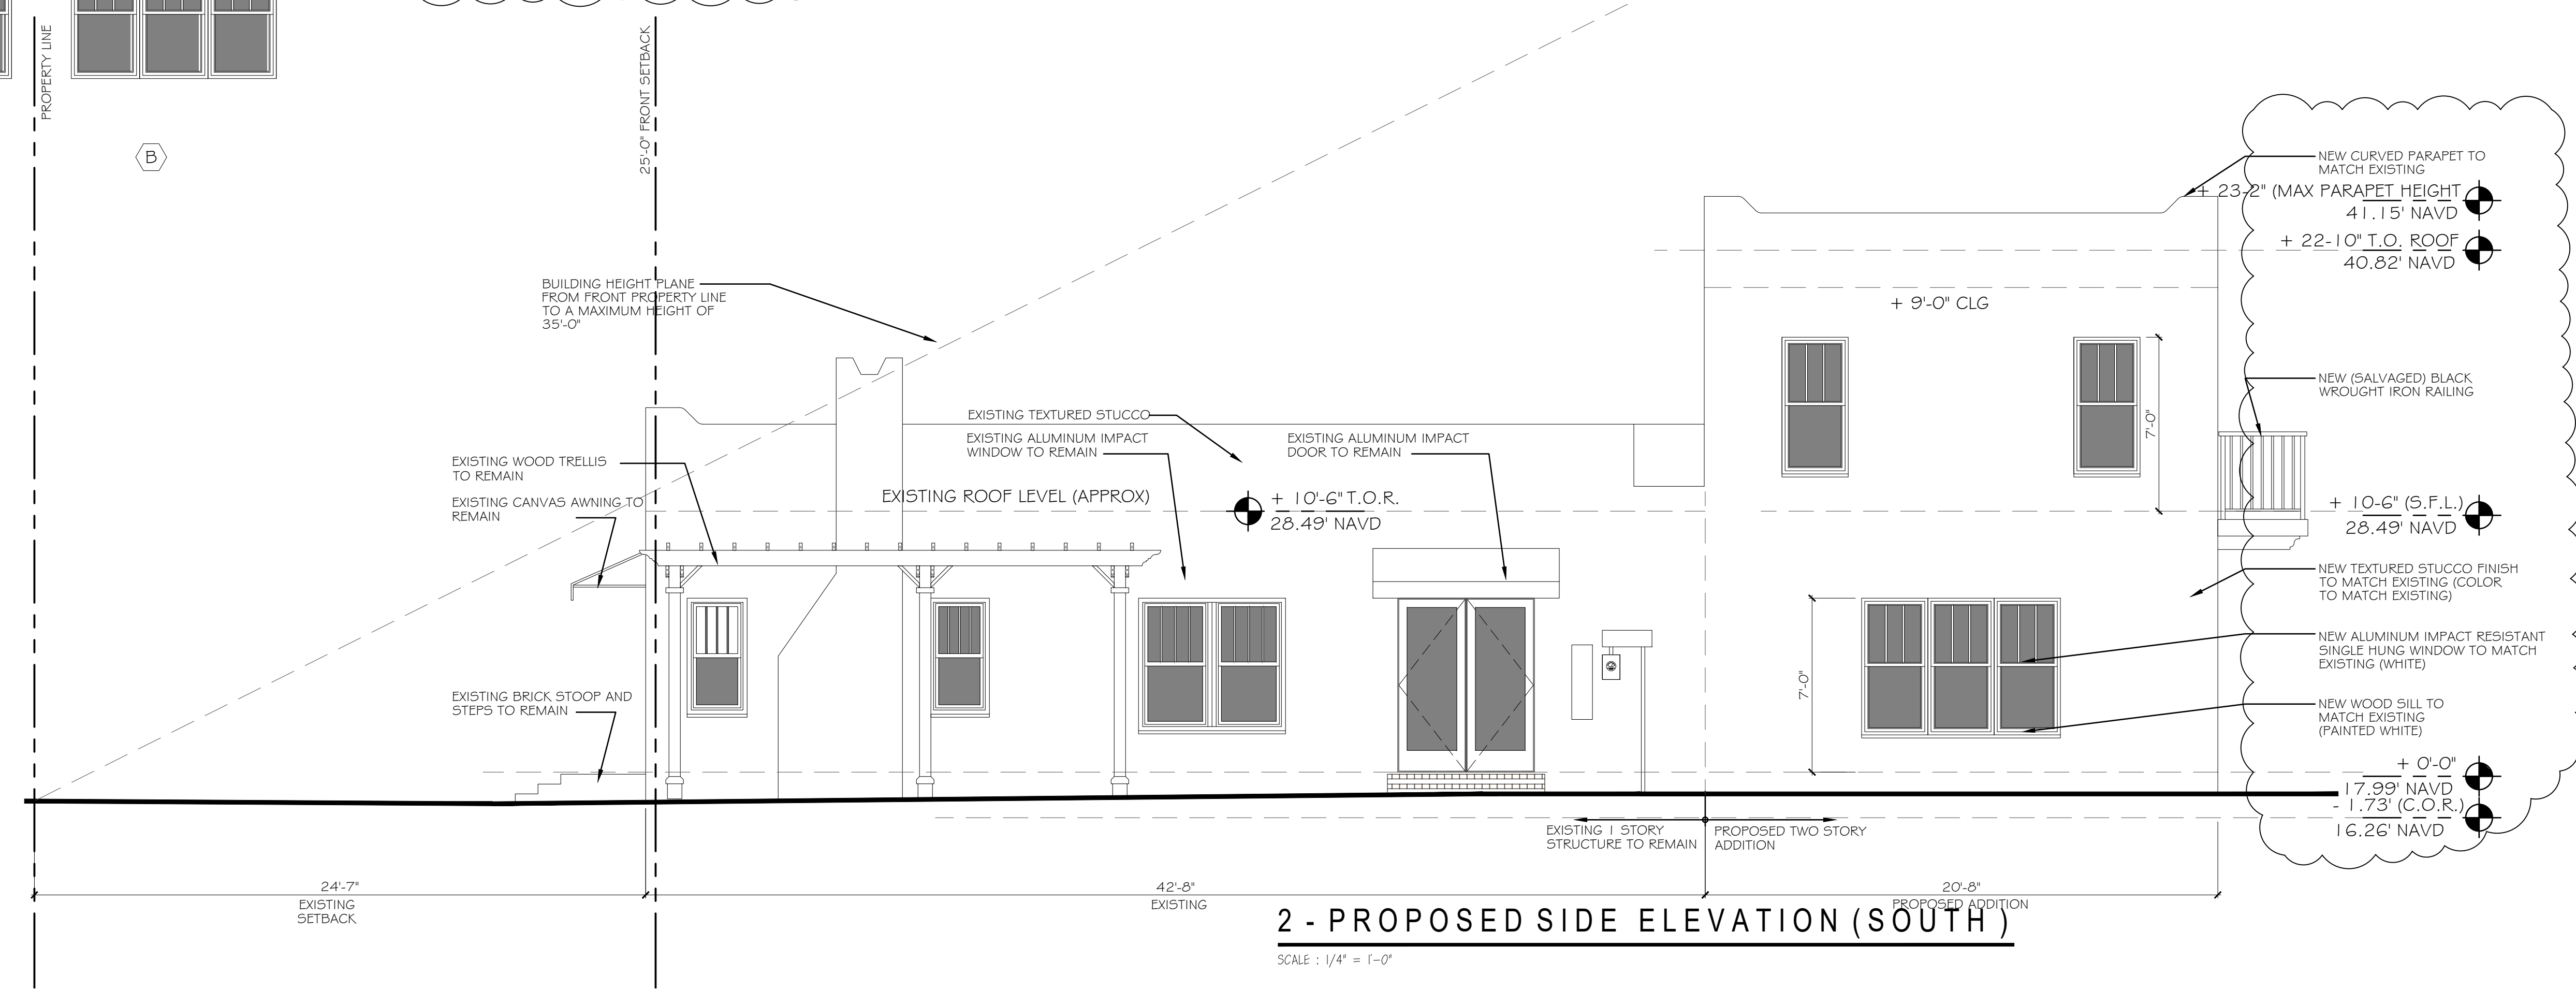 PROPERTY LINE
25'-0" FRONT SETBACK
B
BUILDING HEIGHT PLANE
FROM FRONT PROPERTY LINE
TO A MAXIMUM HEIGHT OF
35'-0"
EXISTING WOOD TRELLIS
TO REMAIN
EXISTING CANVAS AWNING TO
REMAIN
EXISTING BRICK STOOP AND
STEPS TO REMAIN
EXISTING TEXTURED STUCCO
EXISTING ALUMINUM IMPACT
WINDOW TO REMAIN
EXISTING ALUMINUM IMPACT
DOOR TO REMAIN
EXISTING ROOF LEVEL (APPROX)
+ 10'-6" T.O.R.
28.49' NAVD
+ 9'-0" CLG
7'-0"
7'-0"
NEW CURVED PARAPET TO
MATCH EXISTING
+ 23-2" (MAX PARAPET HEIGHT
41.15' NAVD
+ 22-10" T.O. ROOF
40.82' NAVD
NEW (SALVAGED) BLACK
WROUGHT IRON RAILING
+ 10-6" (S.F.L.)
28.49' NAVD
NEW TEXTURED STUCCO FINISH
TO MATCH EXISTING (COLOR
TO MATCH EXISTING)
NEW ALUMINUM IMPACT RESISTANT
SINGLE HUNG WINDOW TO MATCH
EXISTING (WHITE)
NEW WOOD SILL TO
MATCH EXISTING
(PAINTED WHITE)
+ 0'-0"
17.99' NAVD
- 1.73' (C.O.R.)
16.26' NAVD
EXISTING 1 STORY
STRUCTURE TO REMAIN
PROPOSED TWO STORY
ADDITION
24'-7"
EXISTING
SETBACK
42'-8"
EXISTING
20'-8"
PROPOSED ADDITION
2 - PROPOSED SIDE ELEVATION (SOUTH)
SCALE : 1/4" = 1'-0"